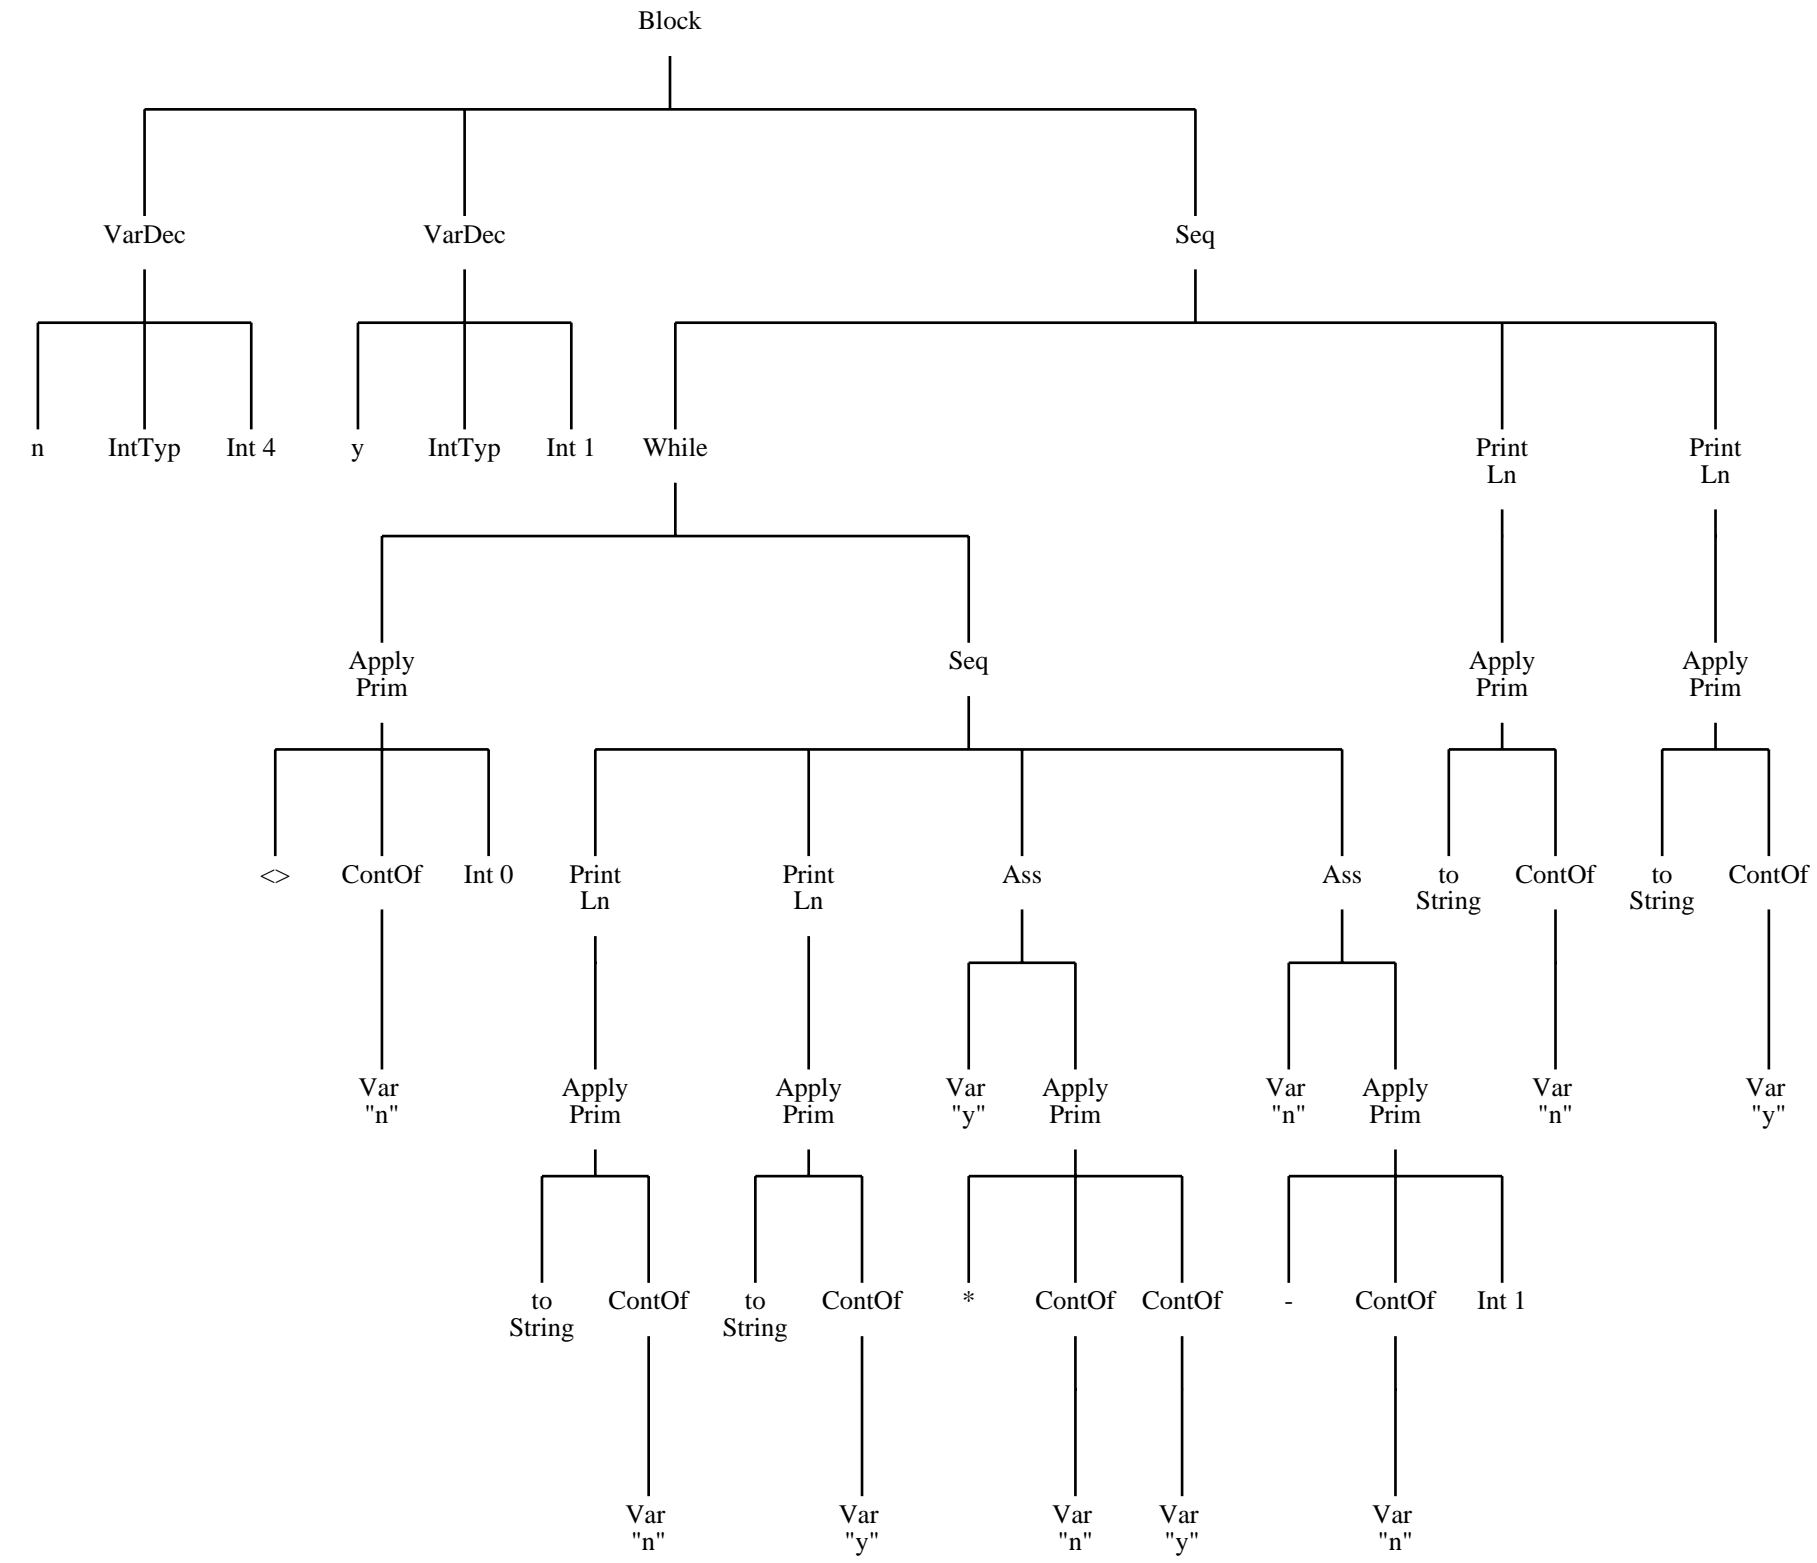 Block
VarDec VarDec Seq
n IntTyp Int 4 y IntTyp Int 1 While Print Print
Ln Ln
Apply Seq Apply Apply
Prim Prim Prim
<> ContOf Int 0 Print Print Ass Ass to ContOf to ContOf
Ln Ln String String
Var Apply Apply Var Apply Var Apply Var Var
"n" Prim Prim "y" Prim "n" Prim "n" "y"
to ContOf to ContOf * ContOf ContOf - ContOf Int 1
String String
Var Var Var Var Var
"n" "y" "n" "y" "n"